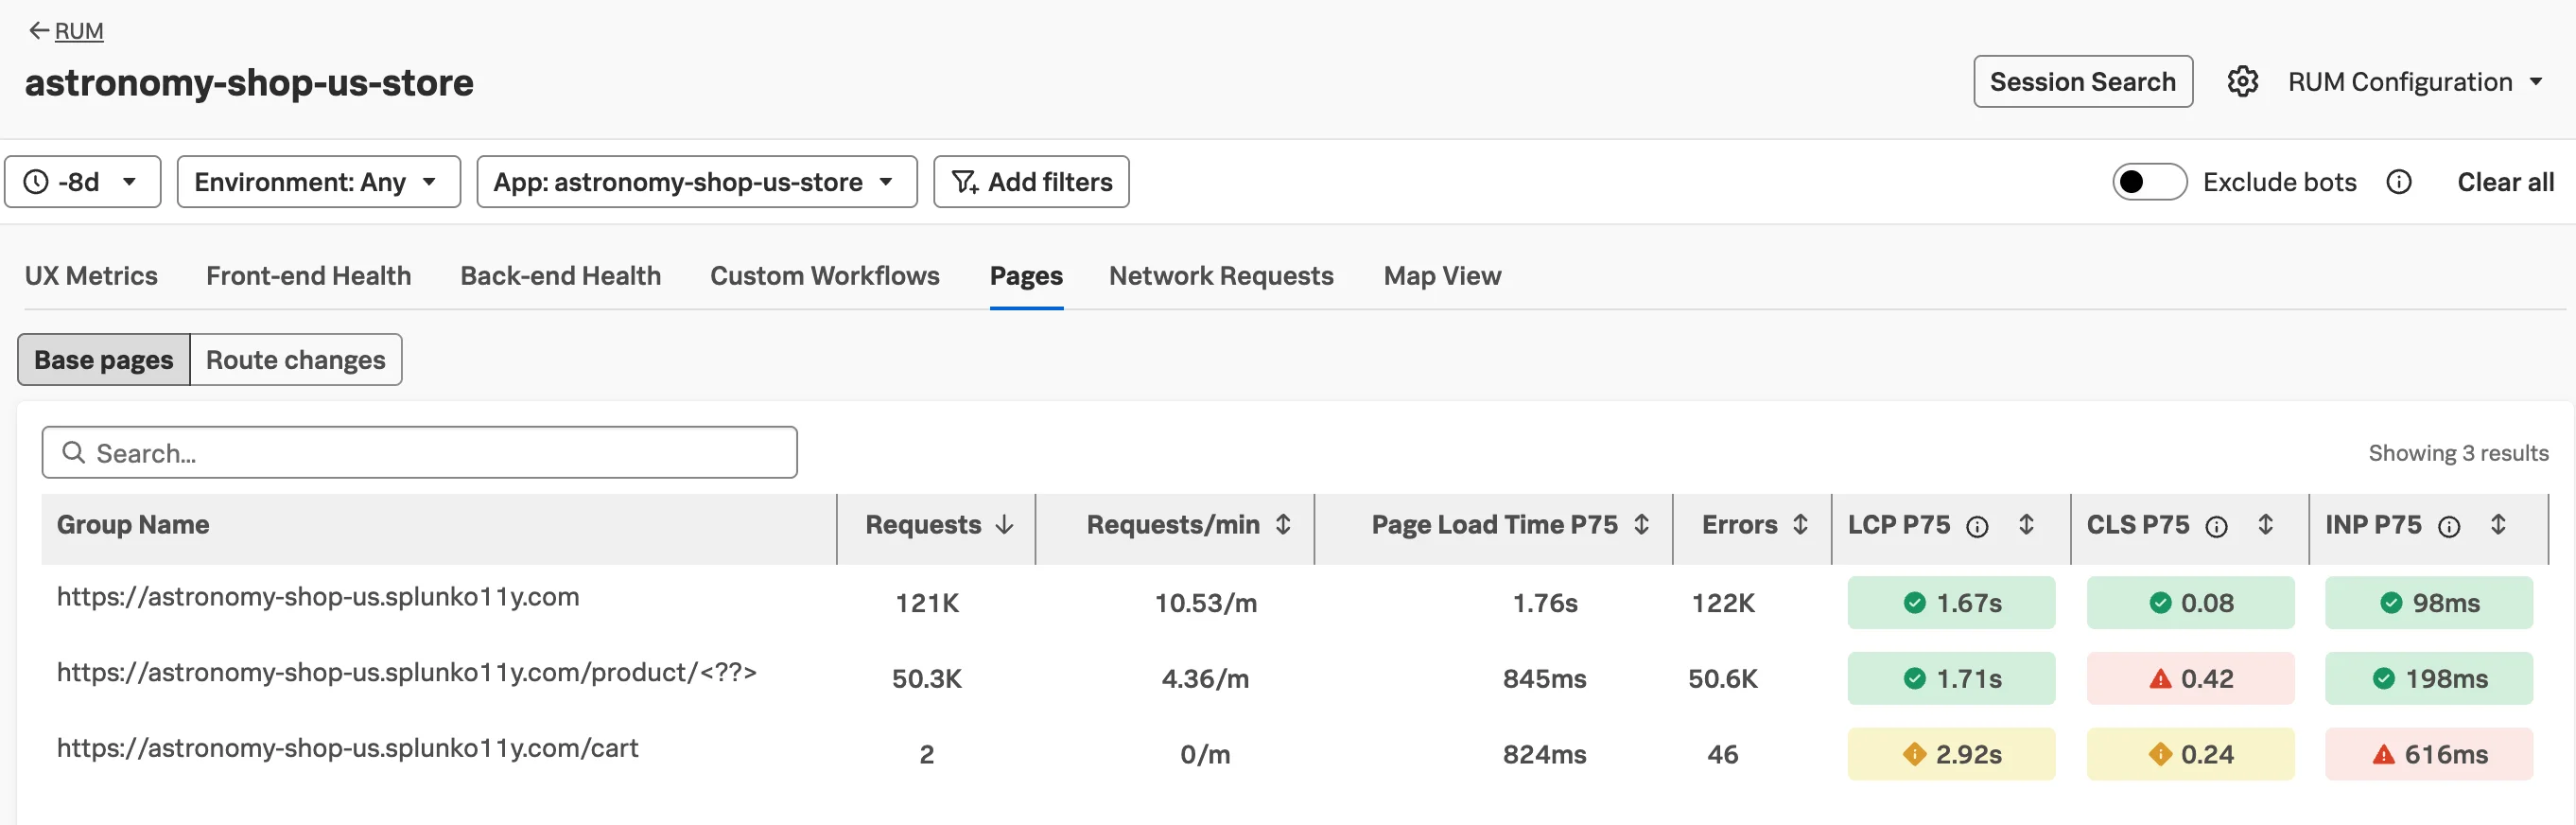 RUM
astronomy-shop-us-store
Session Search
RUM Configuration
-8d
Environment: Any
App: astronomy-shop-us-store
Add filters
Exclude bots
Clear all
UX Metrics
Front-end Health
Back-end Health
Custom Workflows
Pages
Network Requests
Map View
Base pages
Route changes
Search...
Showing 3 results
Group Name Requests Requests/min Page Load Time P75 Errors LCP P75 CLS P75 INP P75
https://astronomy-shop-us.splunko11y.com 121K 10.53/m 1.76s 122K 1.67s 0.08 98ms
https://astronomy-shop-us.splunko11y.com/product/<??> 50.3K 4.36/m 845ms 50.6K 1.71s 0.42 198ms
https://astronomy-shop-us.splunko11y.com/cart 2 0/m 824ms 46 2.92s 0.24 616ms